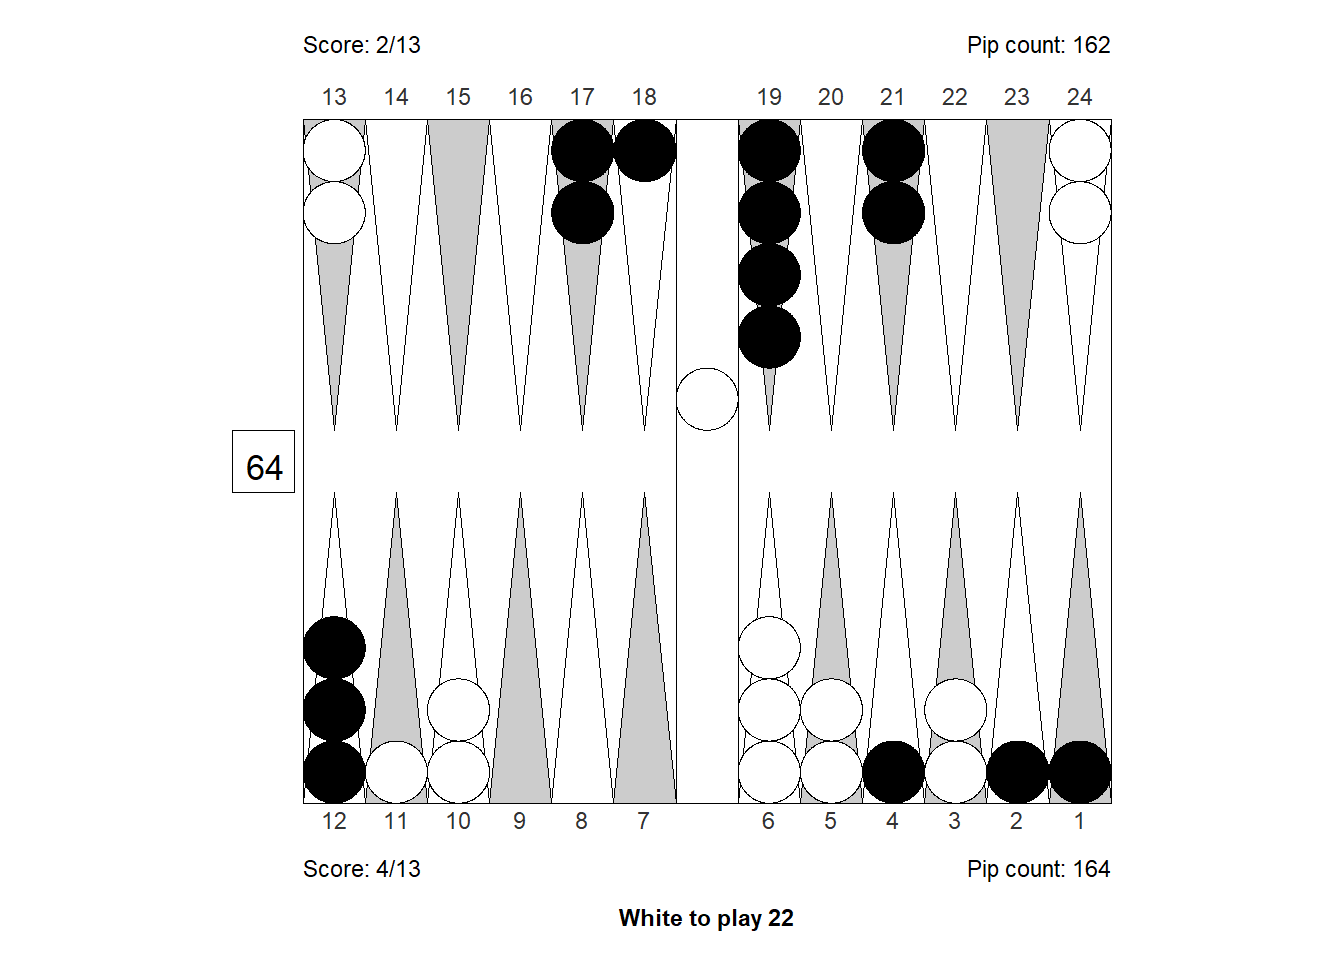 Score: 2/13 Pip count: 162
13 14 15 16 17 18 19 20 21 22 23 24
64
12 11 10 9 8 7 6 5 4 3 2 1
Score: 4/13 Pip count: 164
White to play 22